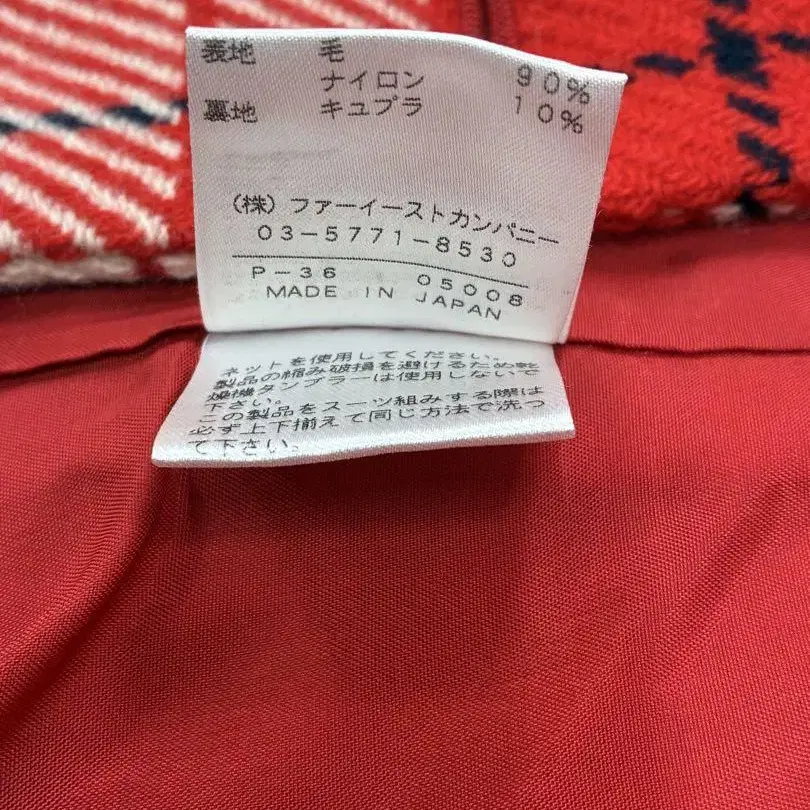 表地 毛 90%
ナイロン 10%
裏地 キュプラ
(株) ファーイーストカンパニー
03-5771-8530
P-36 05008
MADE IN JAPAN
ネットを使用してください。
製品の縮み破損を避けるため乾
燥機タンブラーは使用しないで
下さい。
この製品をスーツ組みする際は
必ず上下揃えて同じ方法で洗っ
て下さい。